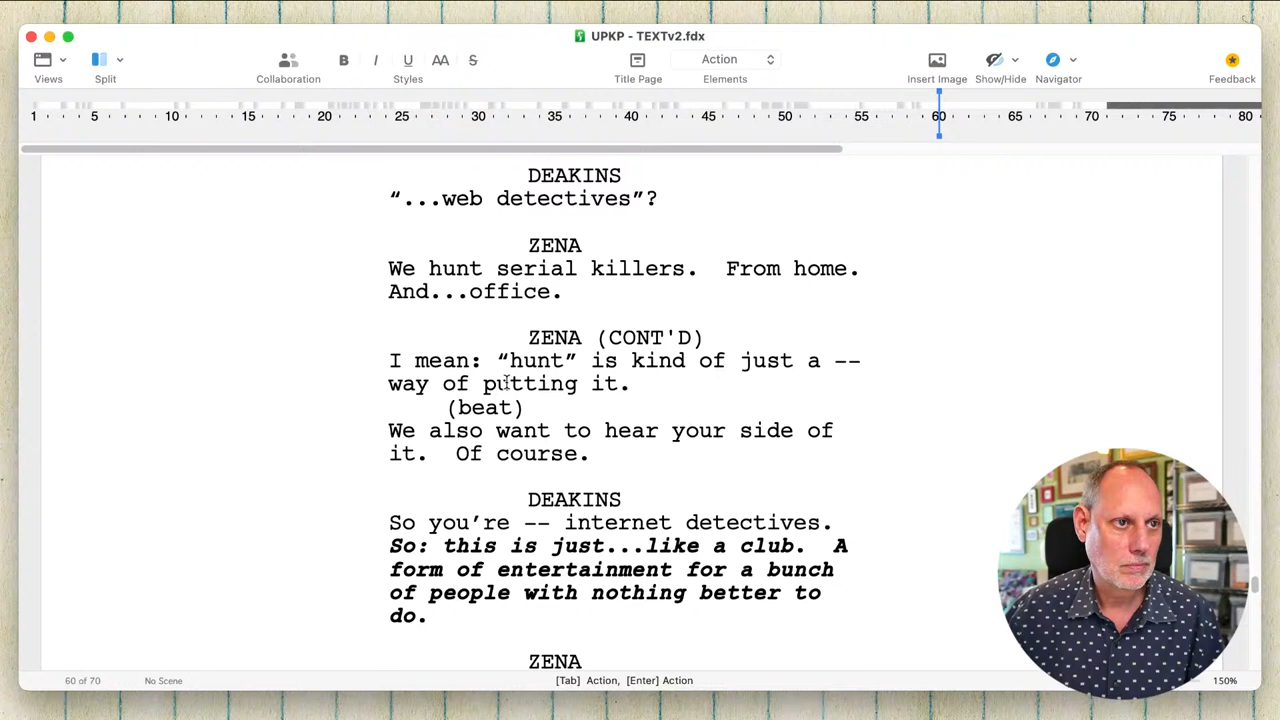 UPKP - TEXTv2.fdx
Views
Split
Collaboration
B I U AA S
Styles
Title Page
Action
Elements
Insert Image
Show/Hide
Navigator
Feedback
1 5 10 15 20 25 30 35 40 45 50 55 60 65 70 75 80
DEAKINS
“...web detectives”?
ZENA
We hunt serial killers.  From home.
And...office.
ZENA (CONT'D)
I mean: “hunt” is kind of just a --
way of putting it.
(beat)
We also want to hear your side of
it.  Of course.
DEAKINS
So you’re -- internet detectives.
So: this is just...like a club.  A
form of entertainment for a bunch
of people with nothing better to
do.
ZENA
60 of 70
No Scene
[Tab]  Action,  [Enter] Action
150%